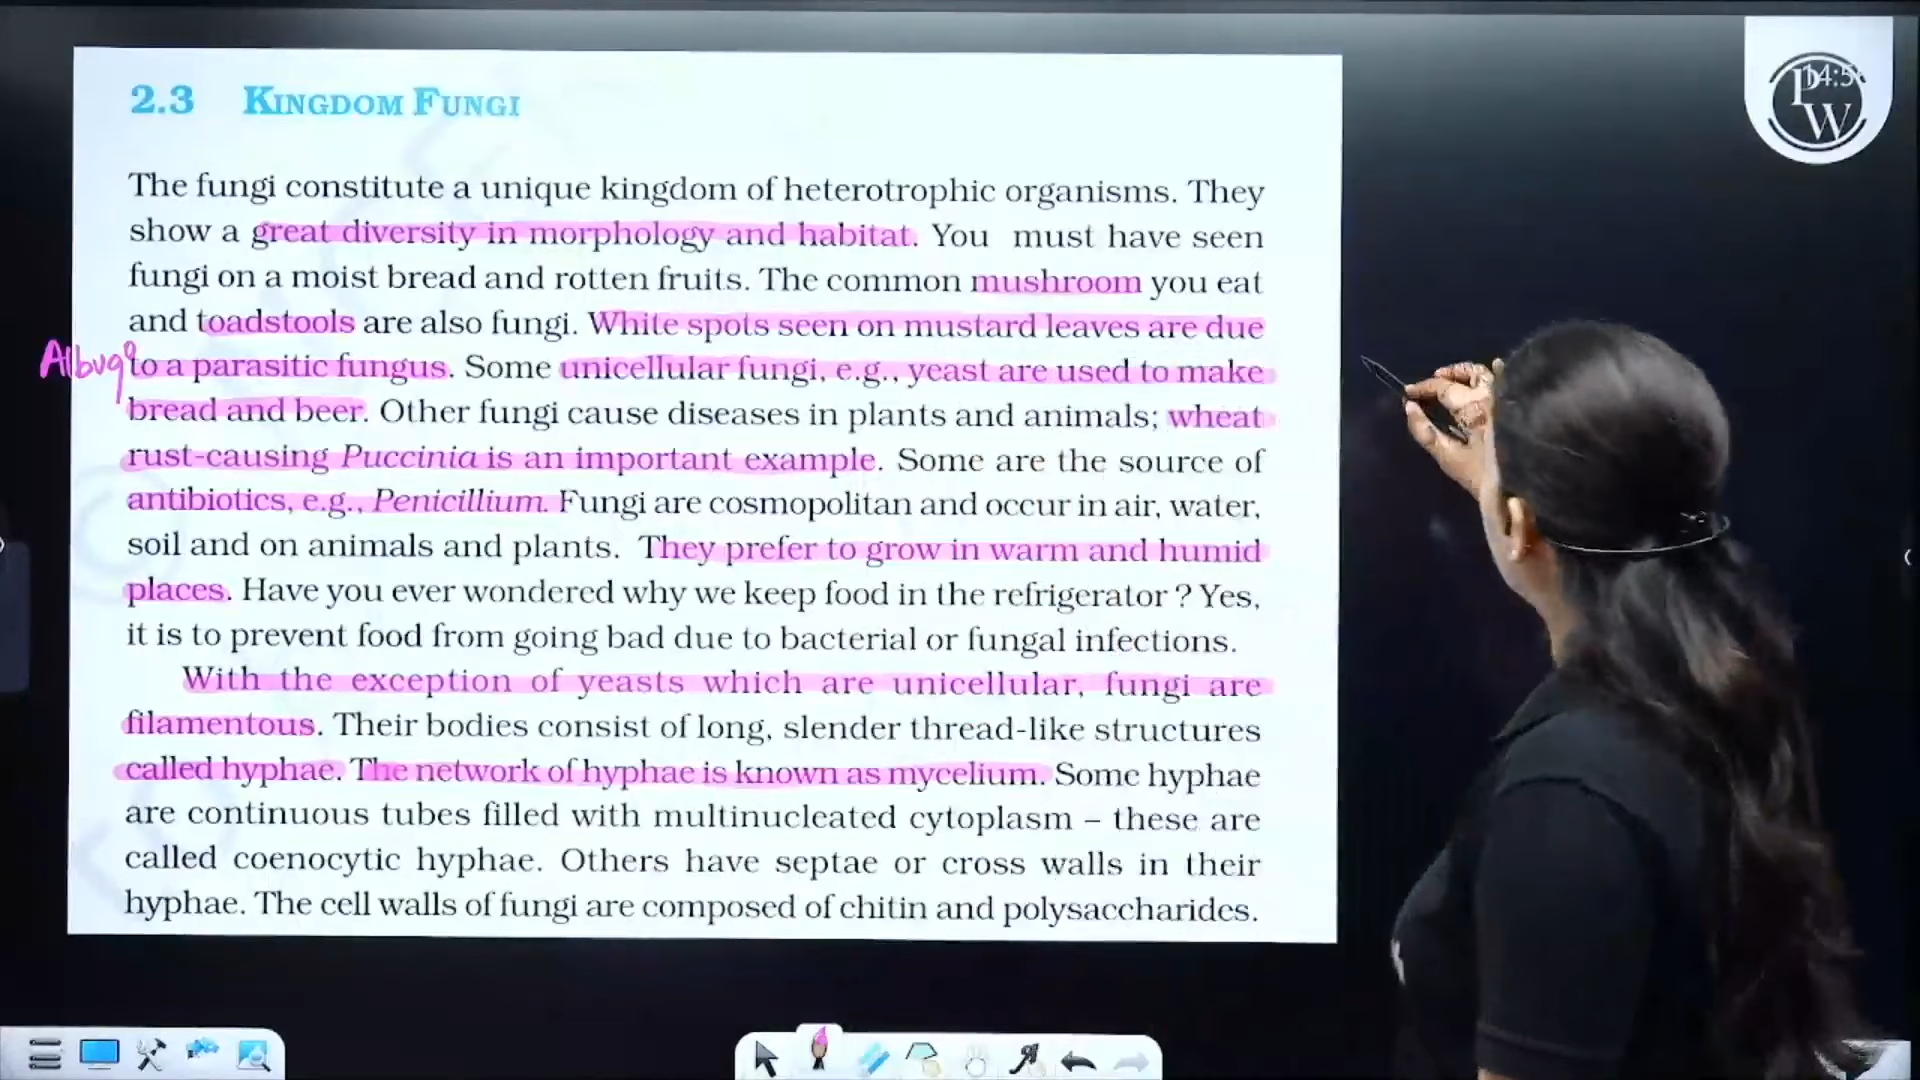 2.3 KINGDOM FUNGI
The fungi constitute a unique kingdom of heterotrophic organisms. They
show a great diversity in morphology and habitat. You must have seen
fungi on a moist bread and rotten fruits. The common mushroom you eat
and toadstools are also fungi. White spots seen on mustard leaves are due
Albugo
to a parasitic fungus. Some unicellular fungi, e.g., yeast are used to make
bread and beer. Other fungi cause diseases in plants and animals; wheat
rust-causing Puccinia is an important example. Some are the source of
antibiotics, e.g., Penicillium. Fungi are cosmopolitan and occur in air, water,
soil and on animals and plants. They prefer to grow in warm and humid
places. Have you ever wondered why we keep food in the refrigerator ? Yes,
it is to prevent food from going bad due to bacterial or fungal infections.
With the exception of yeasts which are unicellular, fungi are
filamentous. Their bodies consist of long, slender thread-like structures
called hyphae. The network of hyphae is known as mycelium. Some hyphae
are continuous tubes filled with multinucleated cytoplasm – these are
called coenocytic hyphae. Others have septae or cross walls in their
hyphae. The cell walls of fungi are composed of chitin and polysaccharides.
PW